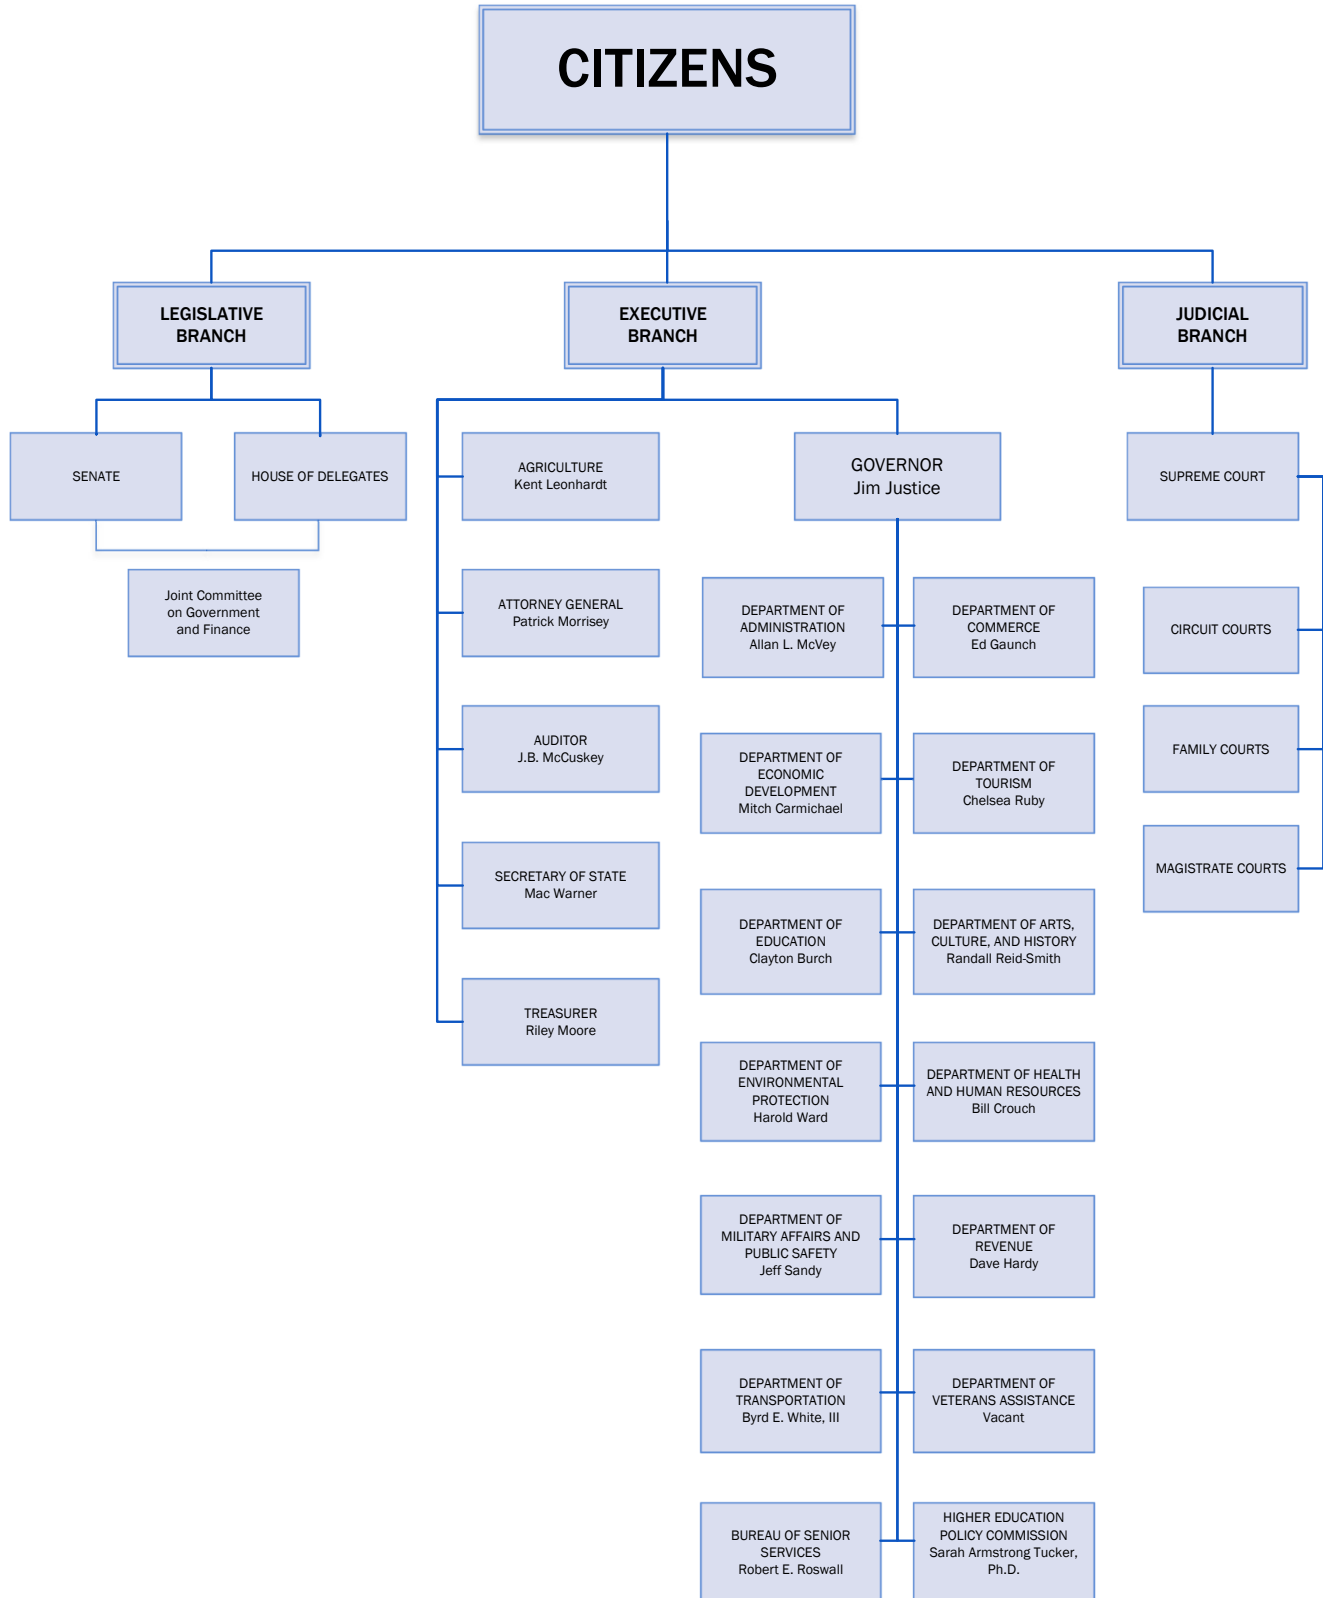 CITIZENS
LEGISLATIVE
BRANCH
EXECUTIVE
BRANCH
JUDICIAL
BRANCH
SENATE
HOUSE OF DELEGATES
Joint Committee
on Government
and Finance
AGRICULTURE
Kent Leonhardt
ATTORNEY GENERAL
Patrick Morrisey
AUDITOR
J.B. McCuskey
SECRETARY OF STATE
Mac Warner
TREASURER
Riley Moore
GOVERNOR
Jim Justice
DEPARTMENT OF
ADMINISTRATION
Allan L. McVey
DEPARTMENT OF
COMMERCE
Ed Gaunch
DEPARTMENT OF
ECONOMIC
DEVELOPMENT
Mitch Carmichael
DEPARTMENT OF
TOURISM
Chelsea Ruby
DEPARTMENT OF
EDUCATION
Clayton Burch
DEPARTMENT OF ARTS,
CULTURE, AND HISTORY
Randall Reid-Smith
DEPARTMENT OF
ENVIRONMENTAL
PROTECTION
Harold Ward
DEPARTMENT OF HEALTH
AND HUMAN RESOURCES
Bill Crouch
DEPARTMENT OF
MILITARY AFFAIRS AND
PUBLIC SAFETY
Jeff Sandy
DEPARTMENT OF
REVENUE
Dave Hardy
DEPARTMENT OF
TRANSPORTATION
Byrd E. White, III
DEPARTMENT OF
VETERANS ASSISTANCE
Vacant
BUREAU OF SENIOR
SERVICES
Robert E. Roswall
HIGHER EDUCATION
POLICY COMMISSION
Sarah Armstrong Tucker,
Ph.D.
SUPREME COURT
CIRCUIT COURTS
FAMILY COURTS
MAGISTRATE COURTS